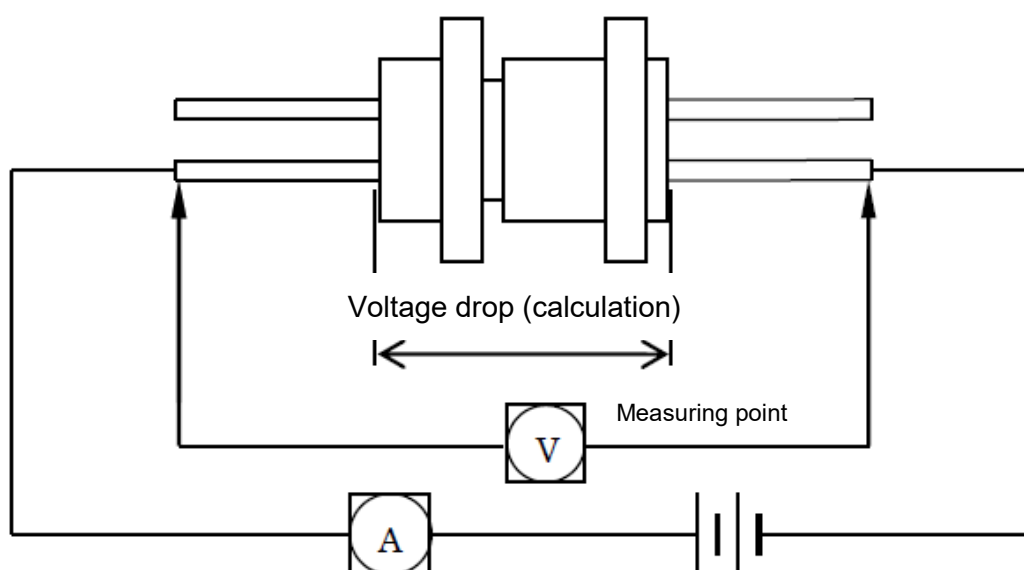 Voltage drop (calculation)
Measuring point
V
A